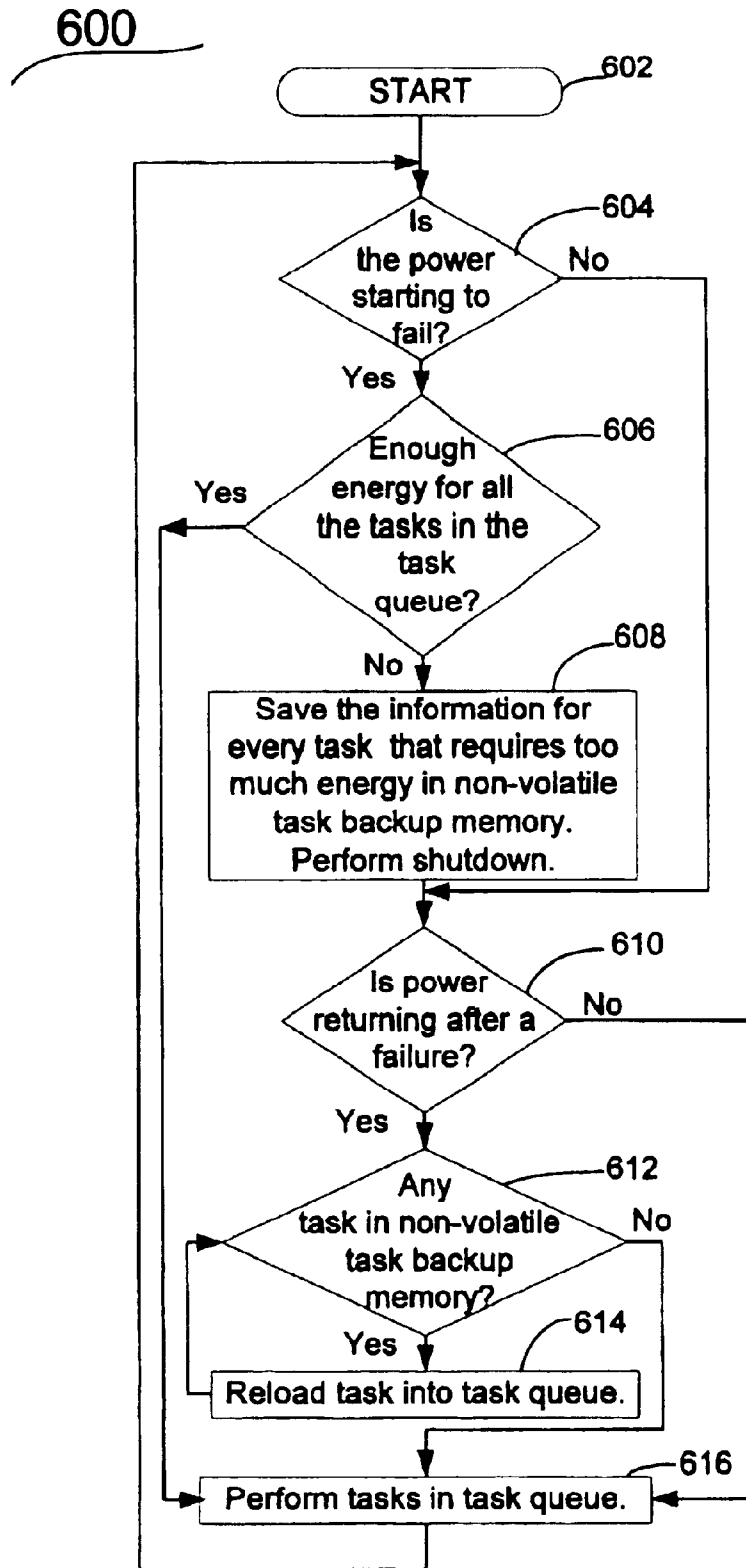 600
START
602
Is
the power
starting to
fail?
604
No
Yes
Enough
energy for all
the tasks in the
task
queue?
606
Yes
No
608
Save the information for
every task that requires too
much energy in non-volatile
task backup memory.
Perform shutdown.
Is power
returning after a
failure?
610
No
Yes
Any
task in non-volatile
task backup
memory?
612
No
Yes
614
Reload task into task queue.
616
Perform tasks in task queue.